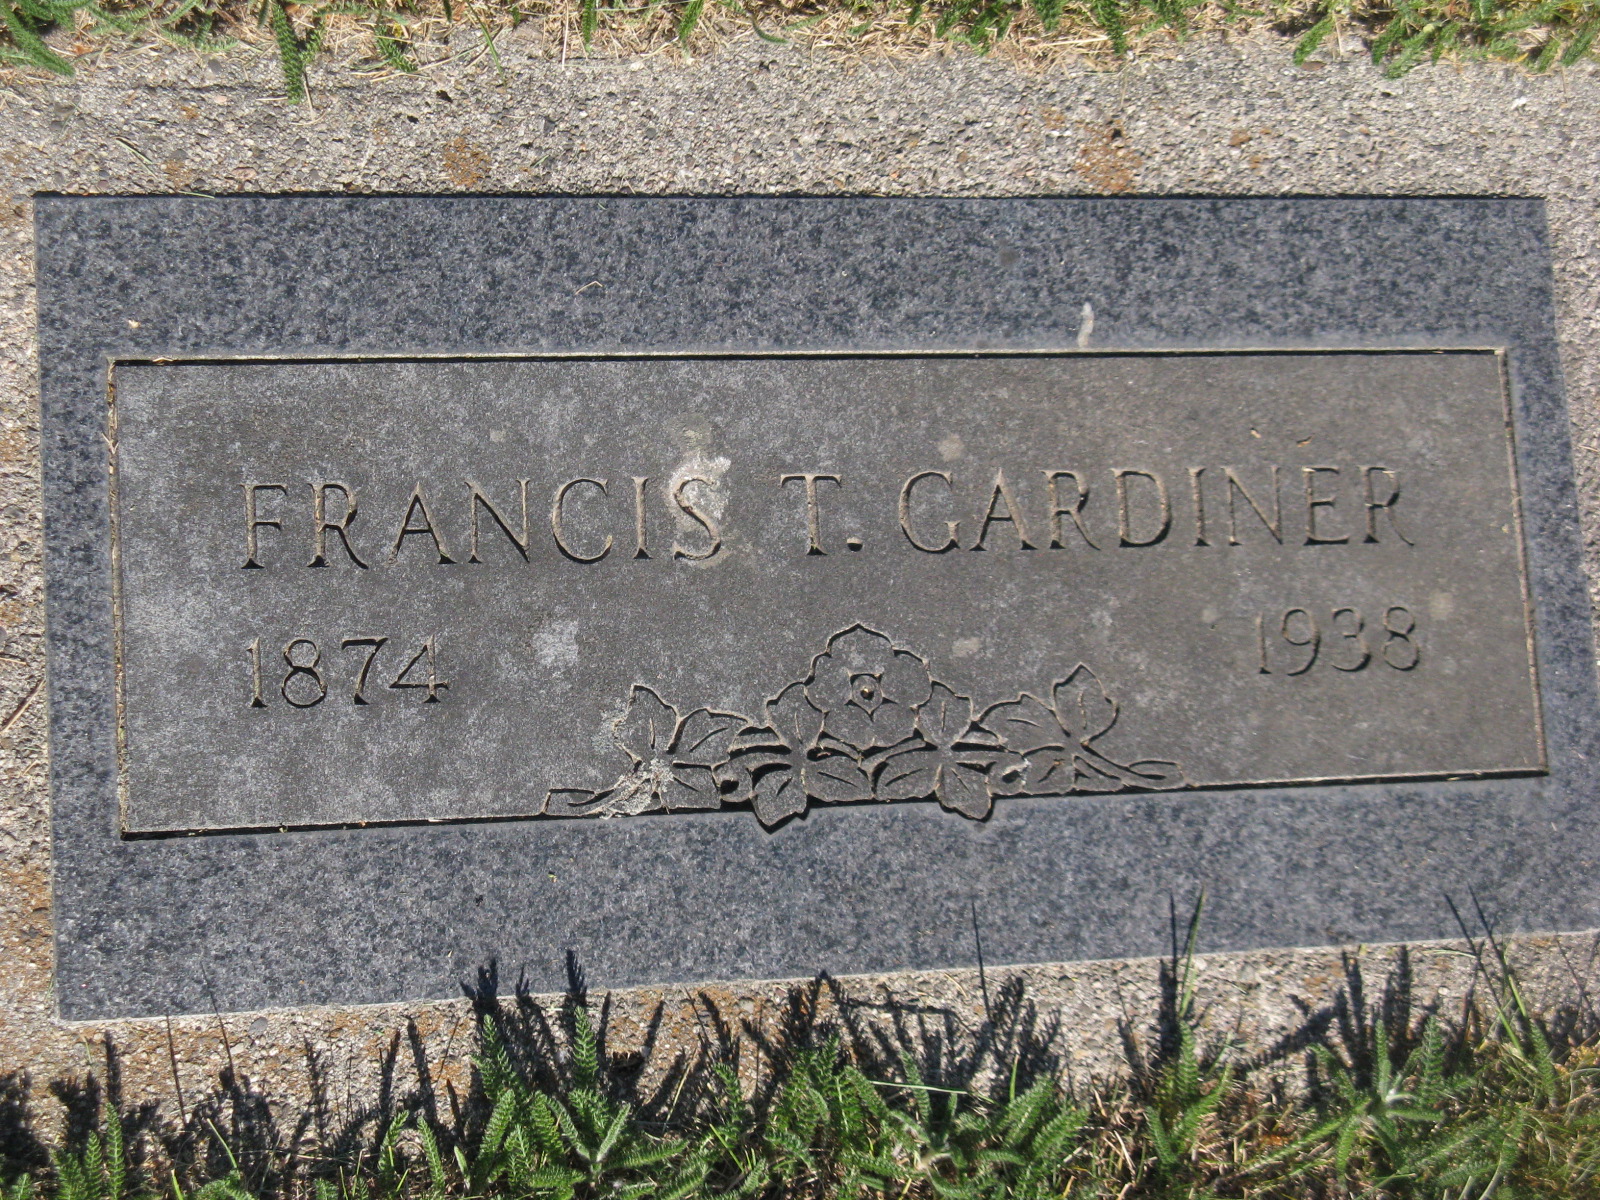 FRANCIS T. GARDINER
1874 1938